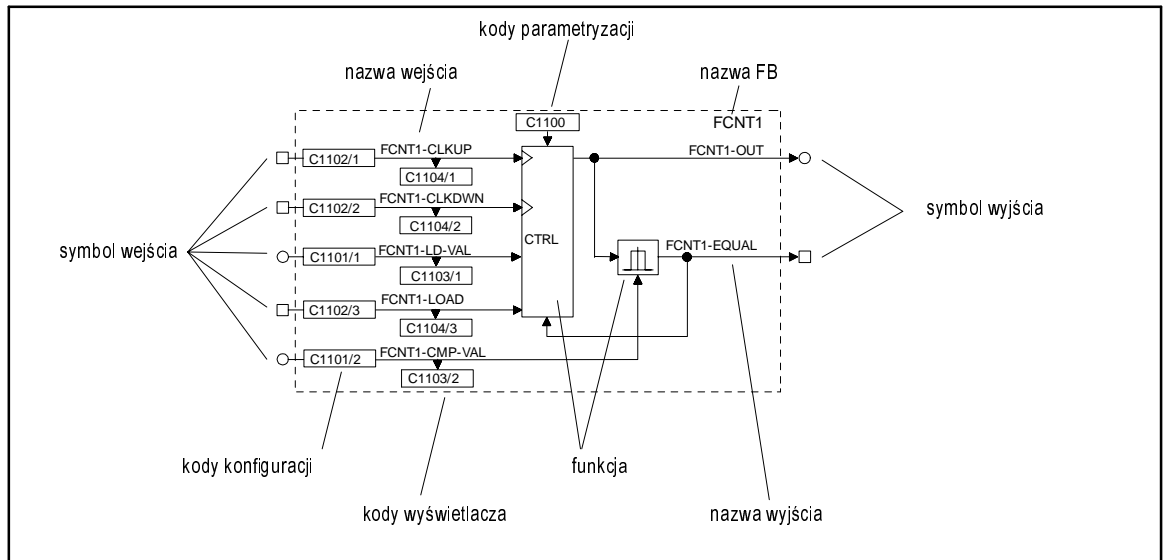 kody parametryzacji
nazwa wejścia
nazwa FB
C1100
FCNT1
C1102/1
FCNT1-CLKUP
C1104/1
FCNT1-OUT
C1102/2
FCNT1-CLKDWN
C1104/2
symbol wyjścia
symbol wejścia
CTRL
C1101/1
FCNT1-LD-VAL
C1103/1
FCNT1-EQUAL
C1102/3
FCNT1-LOAD
C1104/3
C1101/2
FCNT1-CMP-VAL
C1103/2
kody konfiguracji
funkcja
kody wyświetlacza
nazwa wyjścia